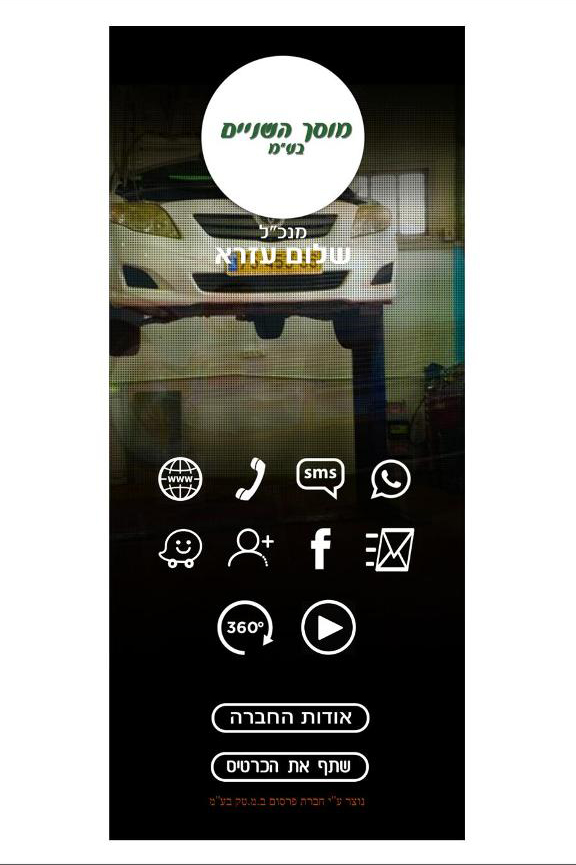 מוסך השניים
בע"מ
מנכ"ל
שלום עזרא
www
sms
360°
אודות החברה
שתף את הכרטיס
נוצר ע"י חברת פרסום ב.מ.טק בע"מ